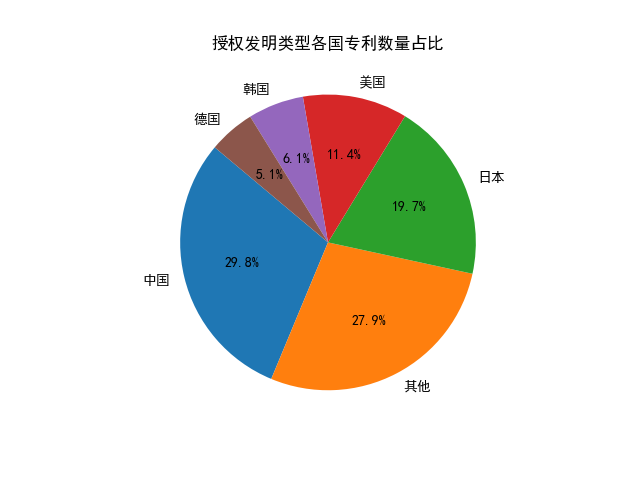 授权发明类型各国专利数量占比
美国
韩国
德国
11.4%
6.1%
5.1%
日本
19.7%
29.8%
中国
27.9%
其他